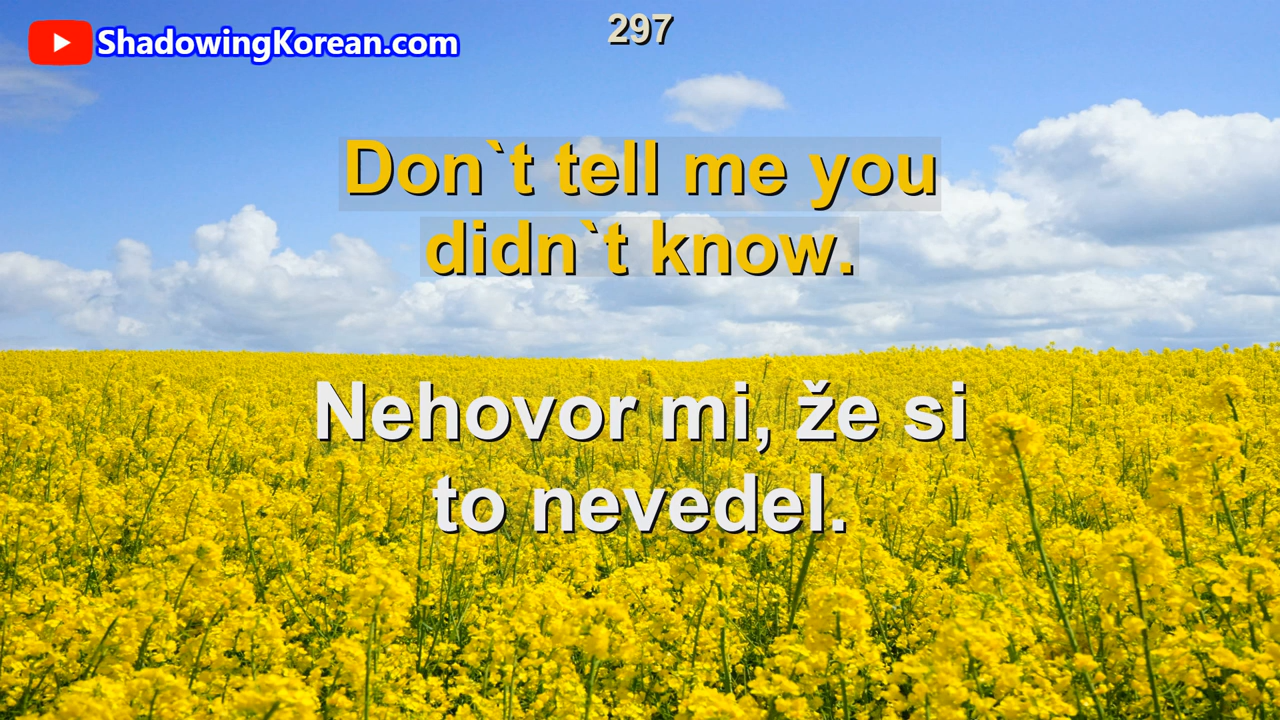 ShadowingKorean.com
297
Don`t tell me you
didn`t know.
Nehovor mi, že si
to nevedel.